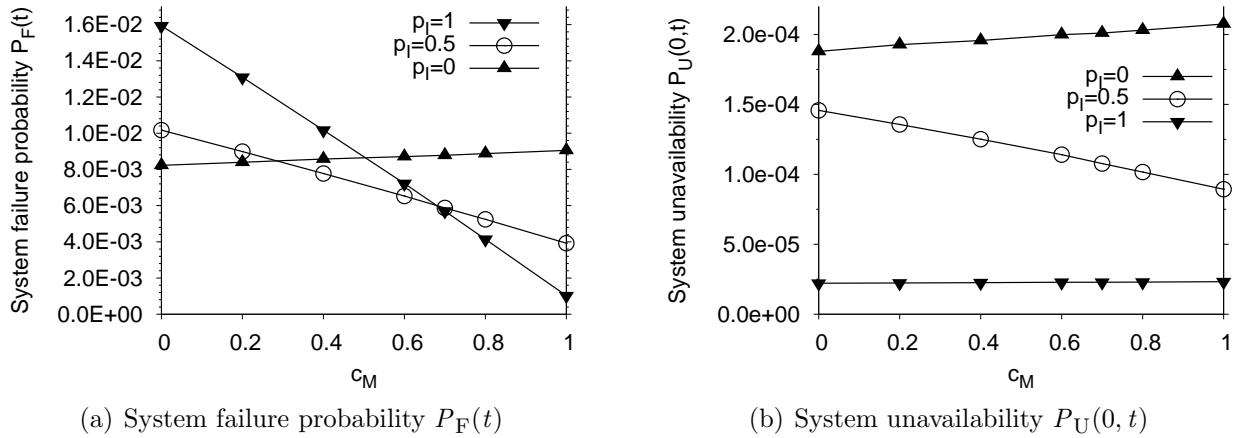 System failure probability P_F(t)
1.6E-02
1.4E-02
1.2E-02
1.0E-02
8.0E-03
6.0E-03
4.0E-03
2.0E-03
0.0E+00
0
0.2
0.4
0.6
0.8
1
c_M
p_I=1
p_I=0.5
p_I=0
(a) System failure probability P_F(t)
System unavailability P_U(0,t)
2.0e-04
1.5e-04
1.0e-04
5.0e-05
0.0e+00
0
0.2
0.4
0.6
0.8
1
c_M
p_I=0
p_I=0.5
p_I=1
(b) System unavailability P_U(0, t)